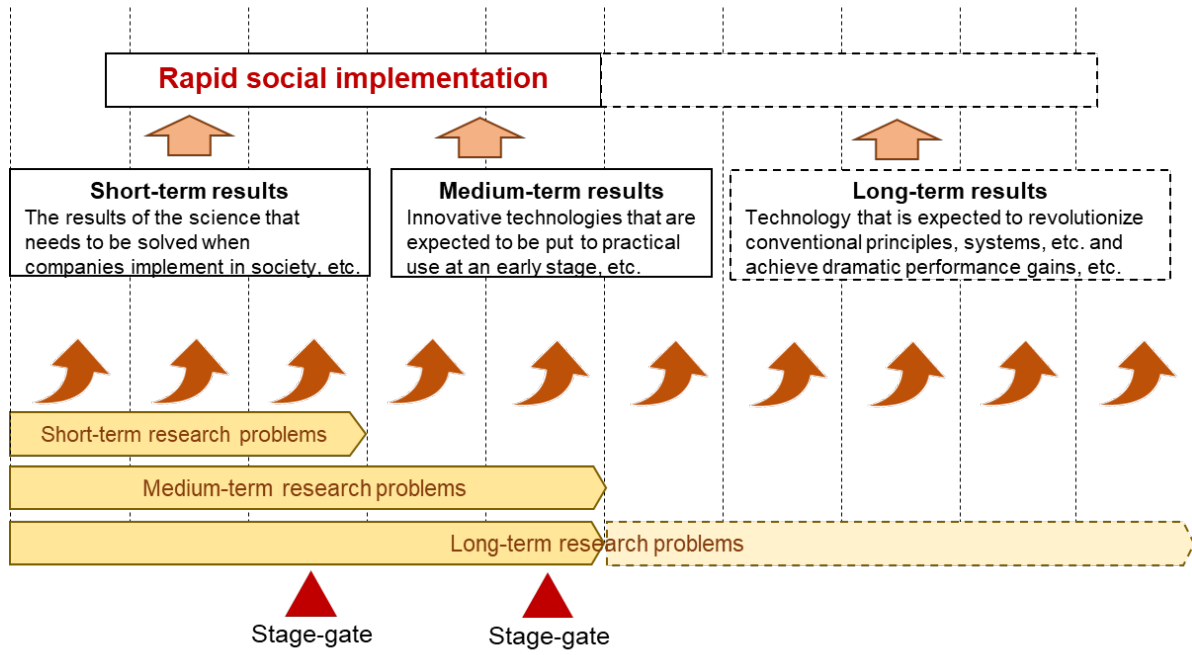 Rapid social implementation
Short-term results
The results of the science that
needs to be solved when
companies implement in society, etc.
Medium-term results
Innovative technologies that are
expected to be put to practical
use at an early stage, etc.
Long-term results
Technology that is expected to revolutionize
conventional principles, systems, etc. and
achieve dramatic performance gains, etc.
Short-term research problems
Medium-term research problems
Long-term research problems
Stage-gate
Stage-gate